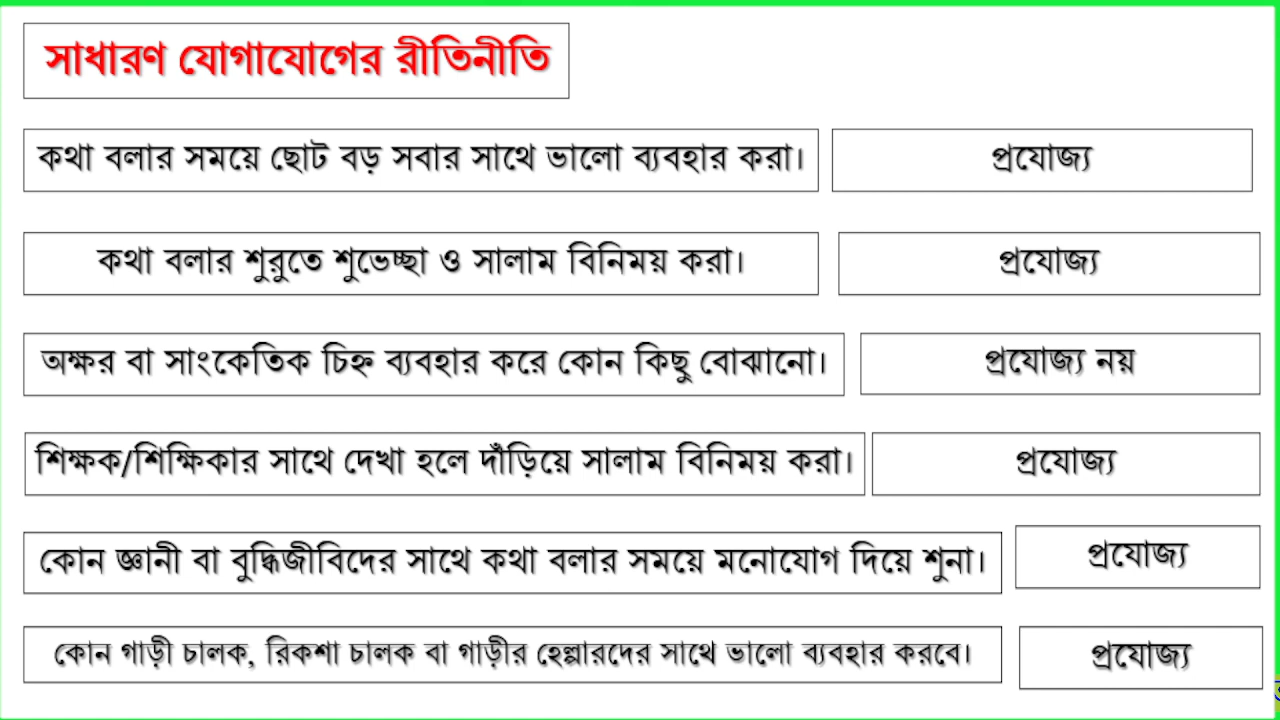 সাধারণ যোগাযোগের রীতিনীতি
কথা বলার সময়ে ছোট বড় সবার সাথে ভালো ব্যবহার করা। প্রযোজ্য
কথা বলার শুরুতে শুভেচ্ছা ও সালাম বিনিময় করা। প্রযোজ্য
অক্ষর বা সাংকেতিক চিহ্ন ব্যবহার করে কোন কিছু বোঝানো। প্রযোজ্য নয়
শিক্ষক/শিক্ষিকার সাথে দেখা হলে দাঁড়িয়ে সালাম বিনিময় করা। প্রযোজ্য
কোন জ্ঞানী বা বুদ্ধিজীবিদের সাথে কথা বলার সময়ে মনোযোগ দিয়ে শুনা। প্রযোজ্য
কোন গাড়ী চালক, রিকশা চালক বা গাড়ীর হেল্পারদের সাথে ভালো ব্যবহার করবে। প্রযোজ্য